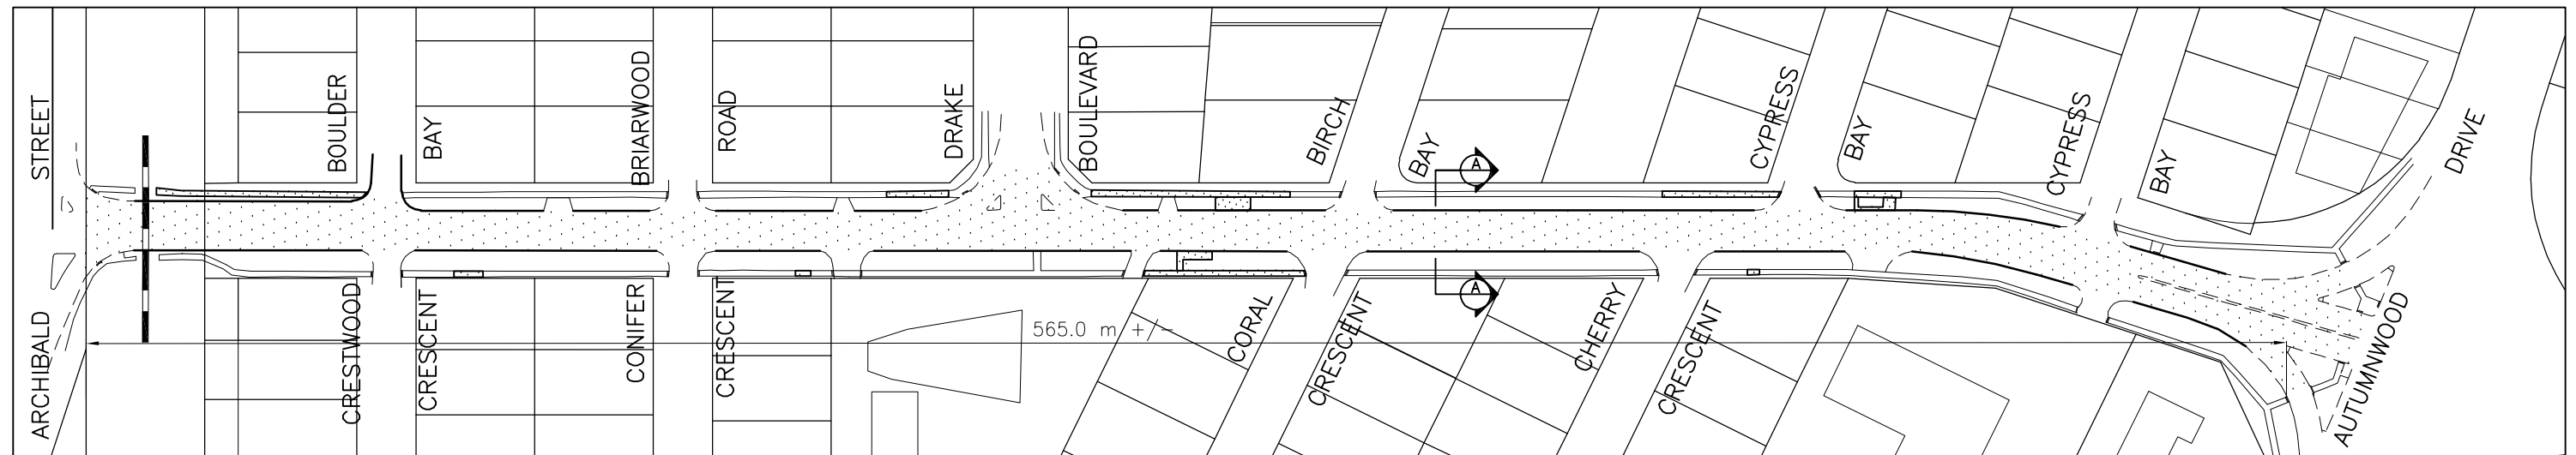 STREET
BOULDER
BAY
BRIARWOOD
ROAD
DRAKE
BOULEVARD
BIRCH
BAY
A
CYPRESS
BAY
CYPRESS
BAY
DRIVE
ARCHIBALD
CRESTWOOD
CRESCENT
CONIFER
CRESCENT
565.0 m +/-
CORAL
CRESCENT
A
CHERRY
CRESCENT
AUTUMNWOOD